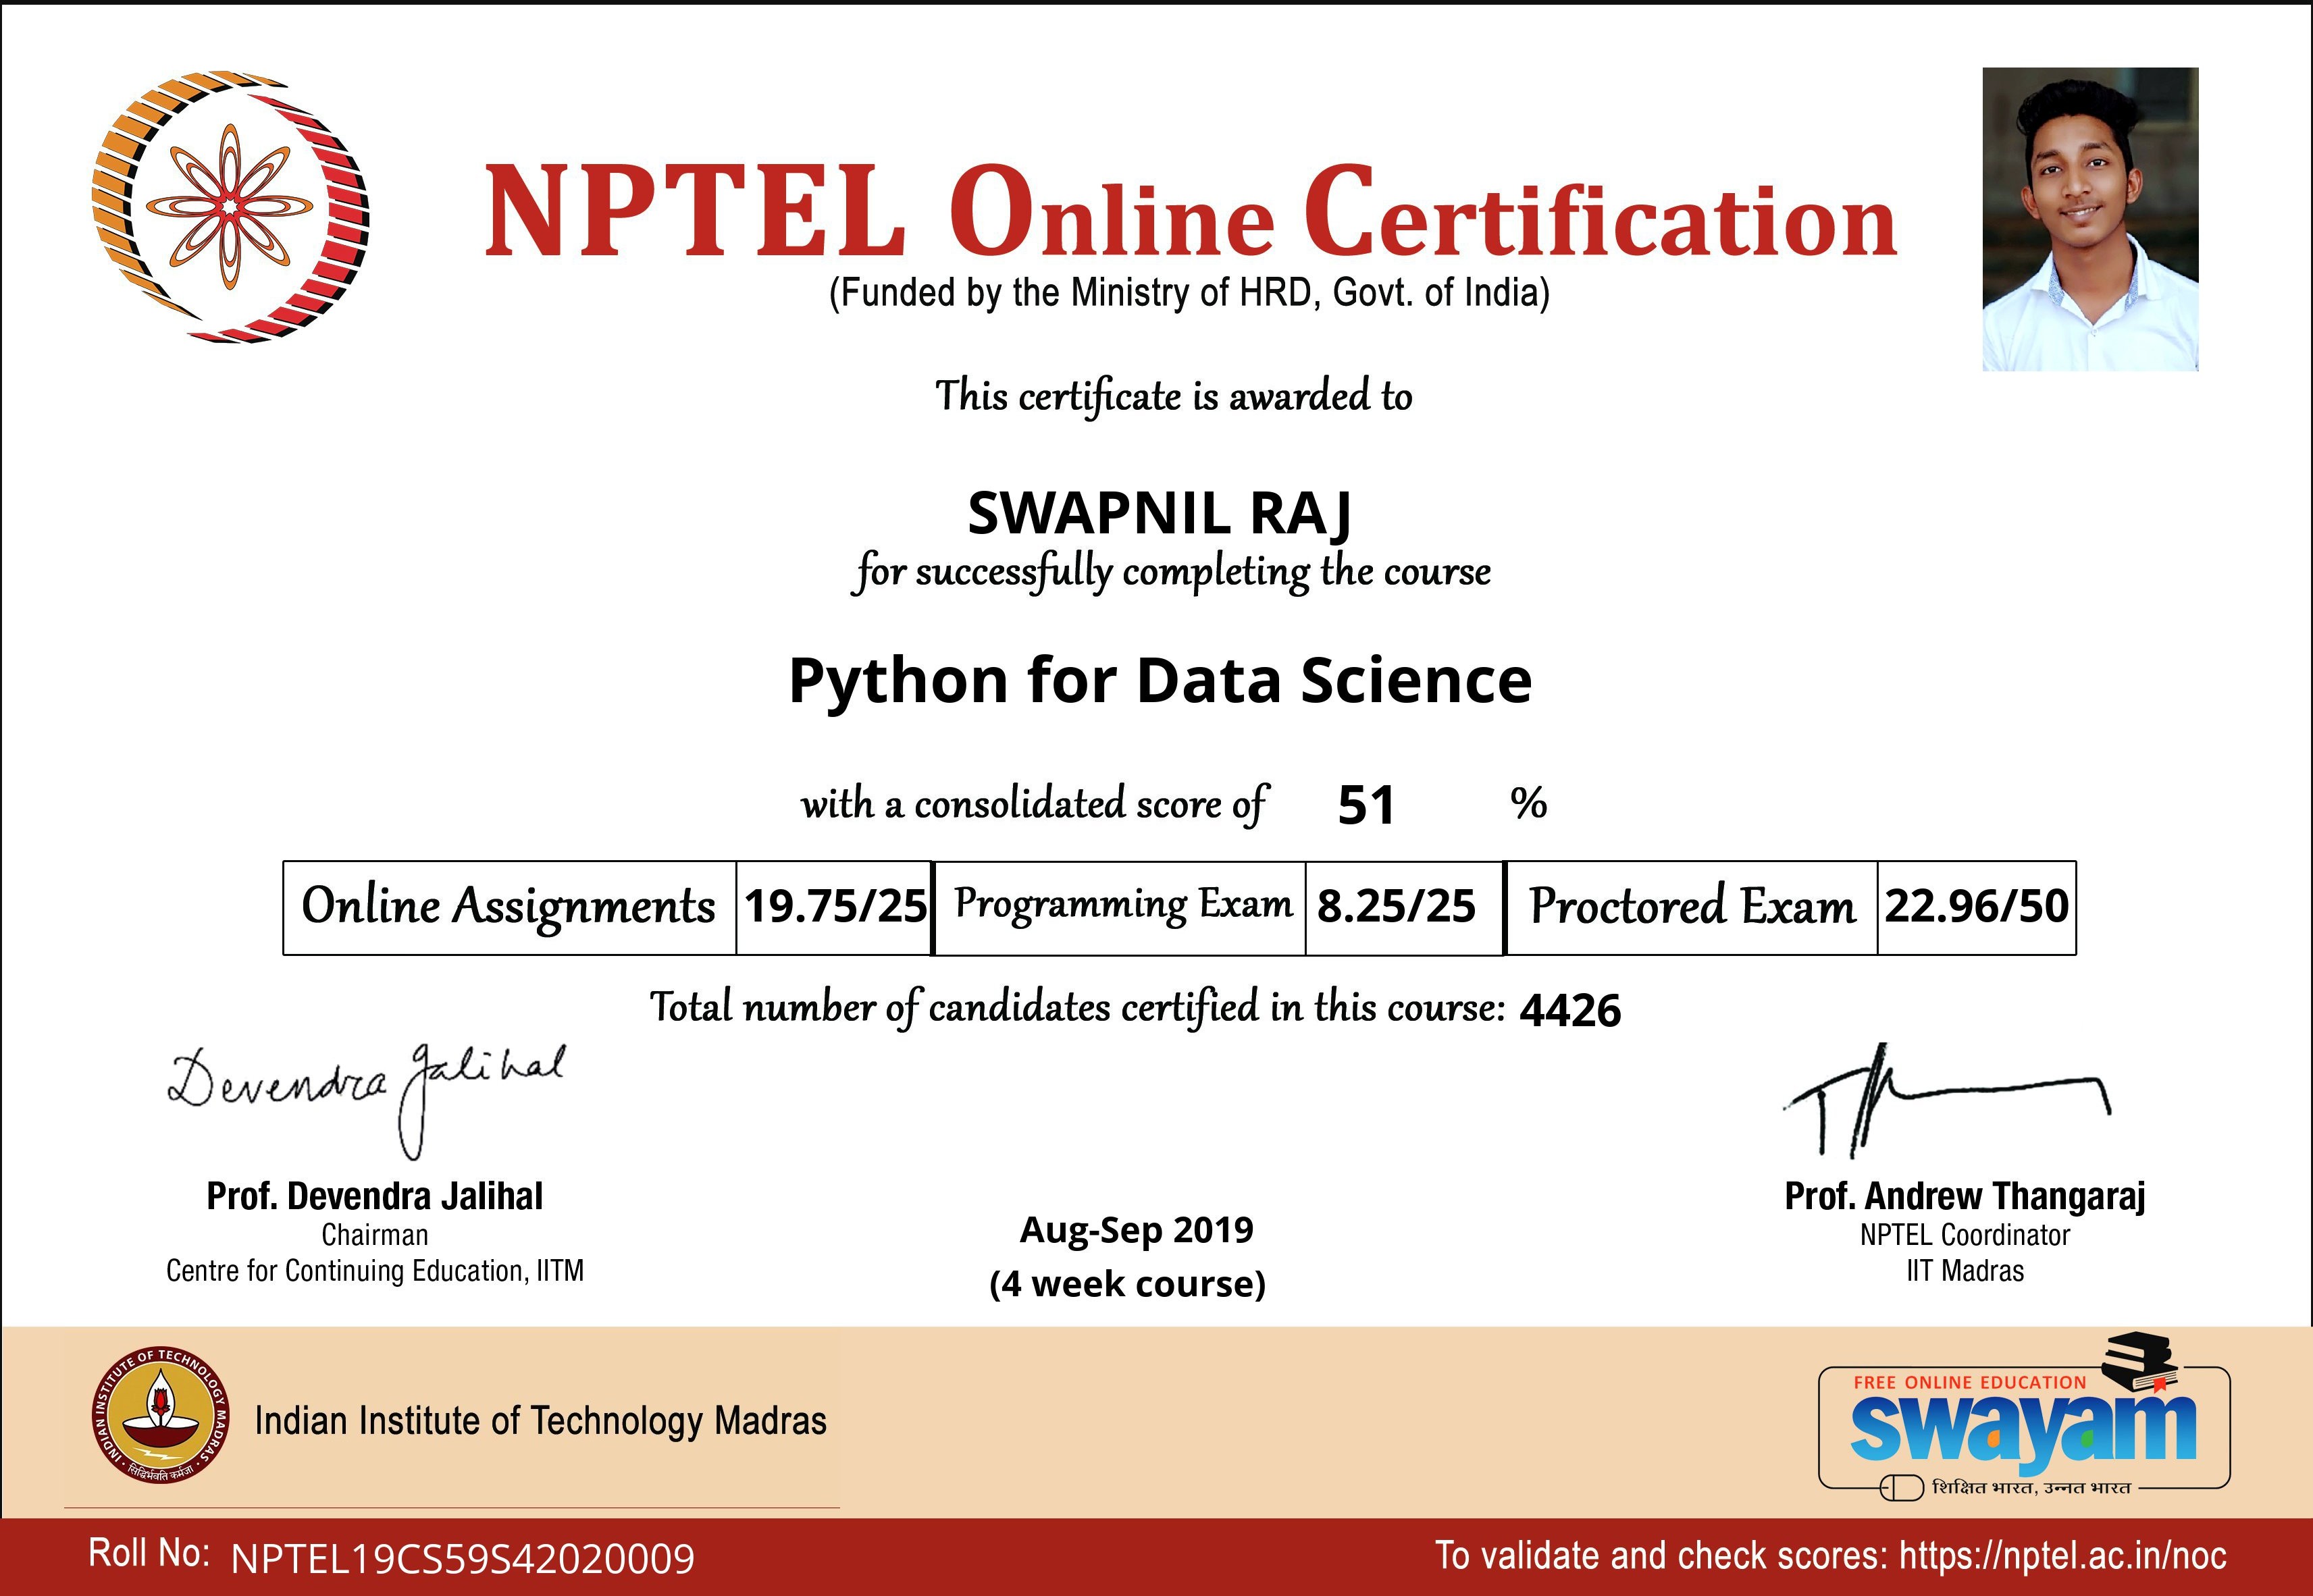 NPTEL Online Certification
(Funded by the Ministry of HRD, Govt. of India)
This certificate is awarded to
SWAPNIL RAJ
for successfully completing the course
Python for Data Science
with a consolidated score of 51 %
Online Assignments 19.75/25 Programming Exam 8.25/25 Proctored Exam 22.96/50
Total number of candidates certified in this course: 4426
Devendra Jalihal
Prof. Devendra Jalihal
Chairman
Centre for Continuing Education, IITM
Aug-Sep 2019
(4 week course)
Prof. Andrew Thangaraj
NPTEL Coordinator
IIT Madras
INDIAN INSTITUTE OF TECHNOLOGY MADRAS
सिद्धिर्भवति कर्मजा
Indian Institute of Technology Madras
FREE ONLINE EDUCATION
swayam
शिक्षित भारत, उन्नत भारत
Roll No: NPTEL19CS59S42020009
To validate and check scores: https://nptel.ac.in/noc